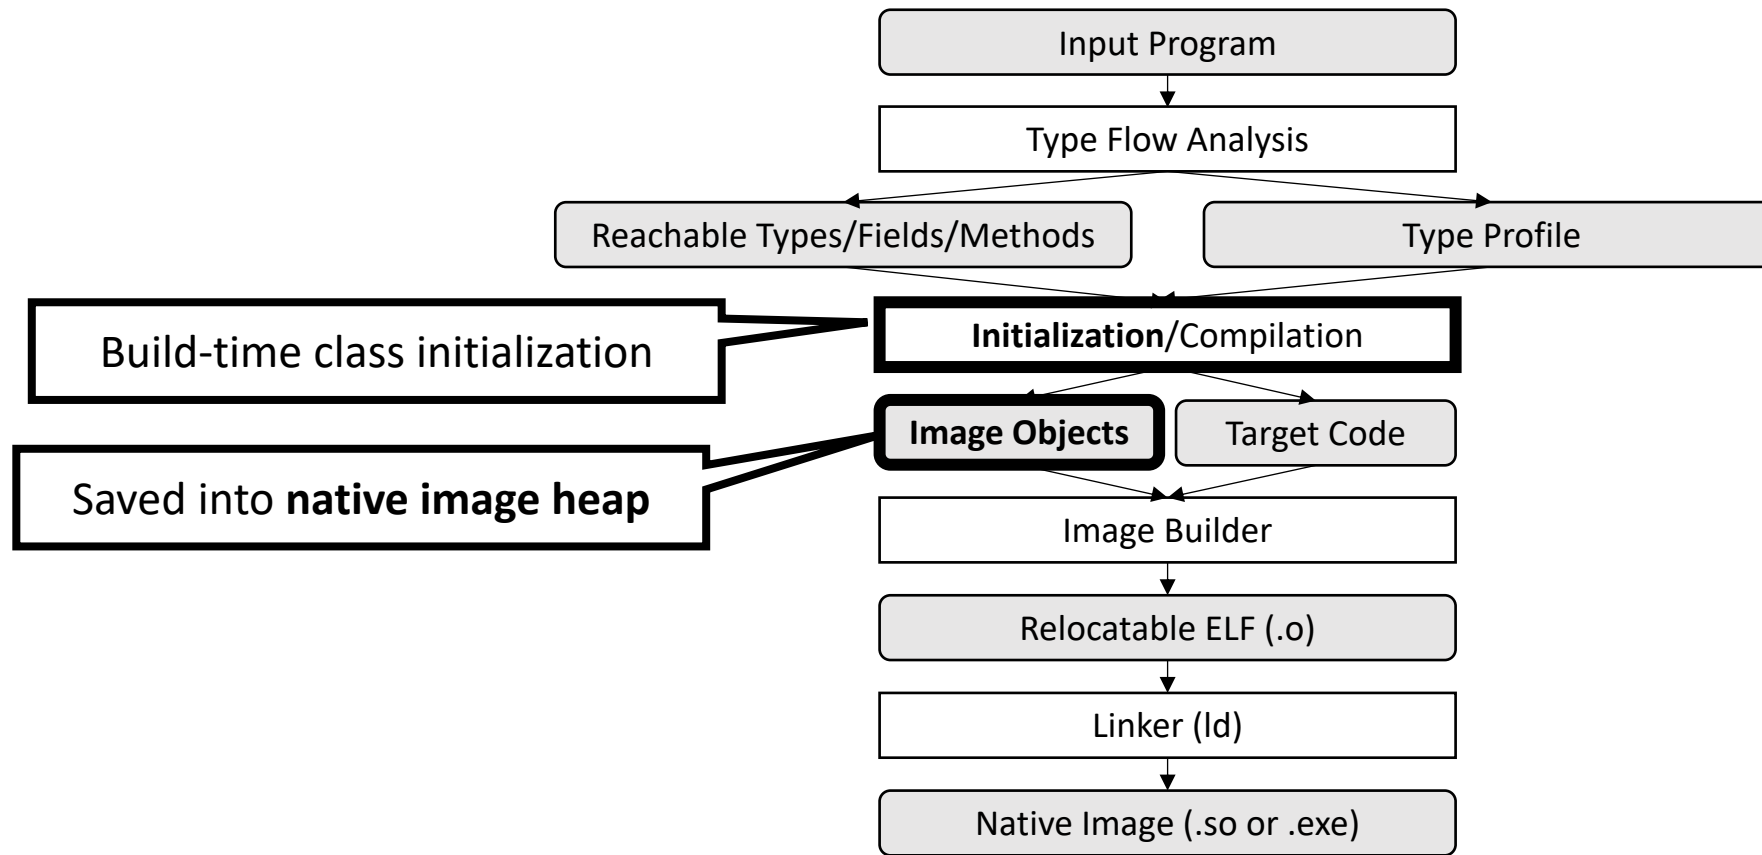 Input Program
Type Flow Analysis
Reachable Types/Fields/Methods
Type Profile
Build-time class initialization
Initialization/Compilation
Image Objects
Target Code
Saved into native image heap
Image Builder
Relocatable ELF (.o)
Linker (ld)
Native Image (.so or .exe)